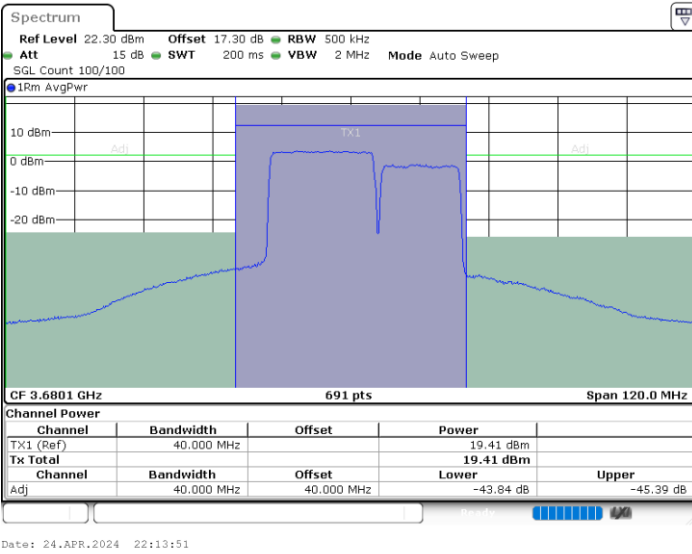 Spectrum
Ref Level 22.30 dBm Offset 17.30 dB RBW 500 kHz
Att 15 dB SWT 200 ms VBW 2 MHz Mode Auto Sweep
SGL Count 100/100
1Rm AvgPwr
10 dBm
TX1
Adj
Adj
0 dBm
-10 dBm
-20 dBm
CF 3.6801 GHz 691 pts Span 120.0 MHz
Channel Power
Channel Bandwidth Offset Power
TX1 (Ref) 40.000 MHz 19.41 dBm
Tx Total 19.41 dBm
Channel Bandwidth Offset Lower Upper
Adj 40.000 MHz 40.000 MHz -43.84 dB -45.39 dB
Ready
Date: 24.APR.2024 22:13:51